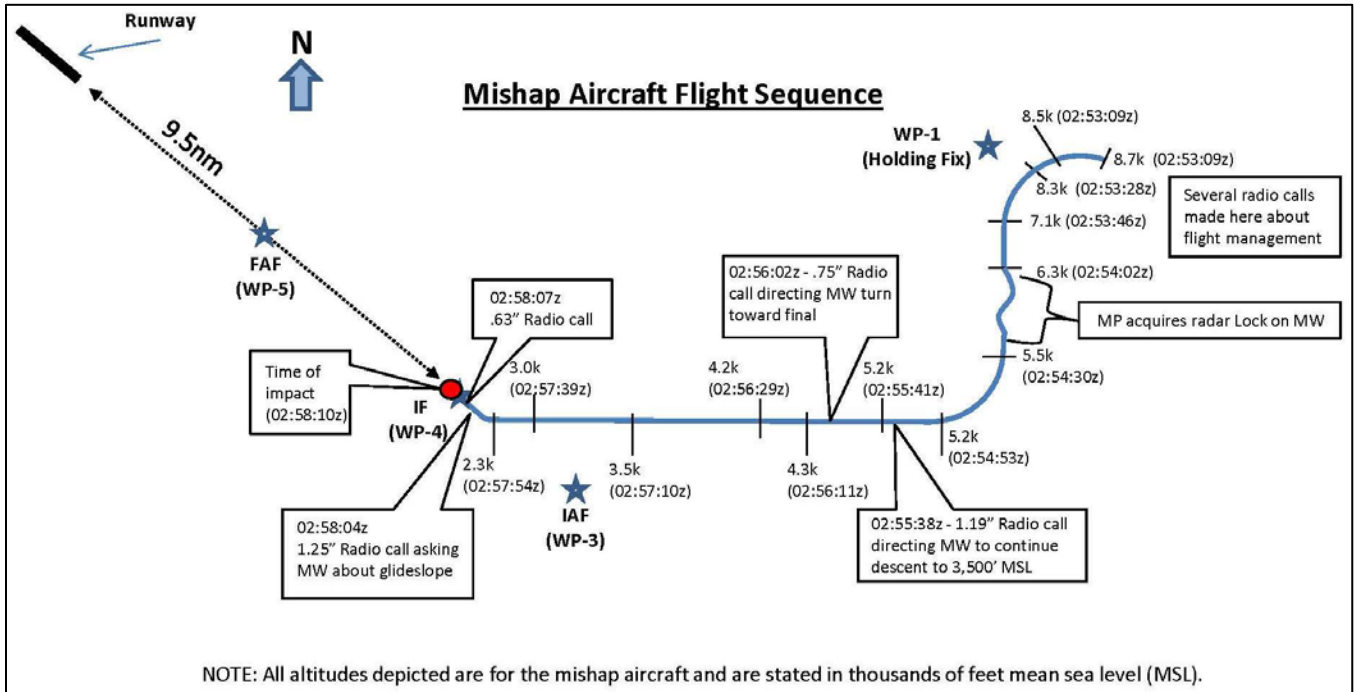 Runway
N
Mishap Aircraft Flight Sequence
9.5nm
WP-1
(Holding Fix)
8.5k (02:53:09z)
8.7k (02:53:09z)
8.3k (02:53:28z)
7.1k (02:53:46z)
Several radio calls
made here about
flight management
6.3k (02:54:02z)
MP acquires radar Lock on MW
5.5k
(02:54:30z)
FAF
(WP-5)
02:58:07z
.63” Radio call
02:56:02z - .75” Radio
call directing MW turn
toward final
Time of
impact
(02:58:10z)
IF
(WP-4)
3.0k
(02:57:39z)
4.2k
(02:56:29z)
5.2k
(02:55:41z)
5.2k
(02:54:53z)
2.3k
(02:57:54z)
3.5k
(02:57:10z)
4.3k
(02:56:11z)
IAF
(WP-3)
02:58:04z
1.25” Radio call asking
MW about glideslope
02:55:38z - 1.19” Radio call
directing MW to continue
descent to 3,500’ MSL
NOTE: All altitudes depicted are for the mishap aircraft and are stated in thousands of feet mean sea level (MSL).